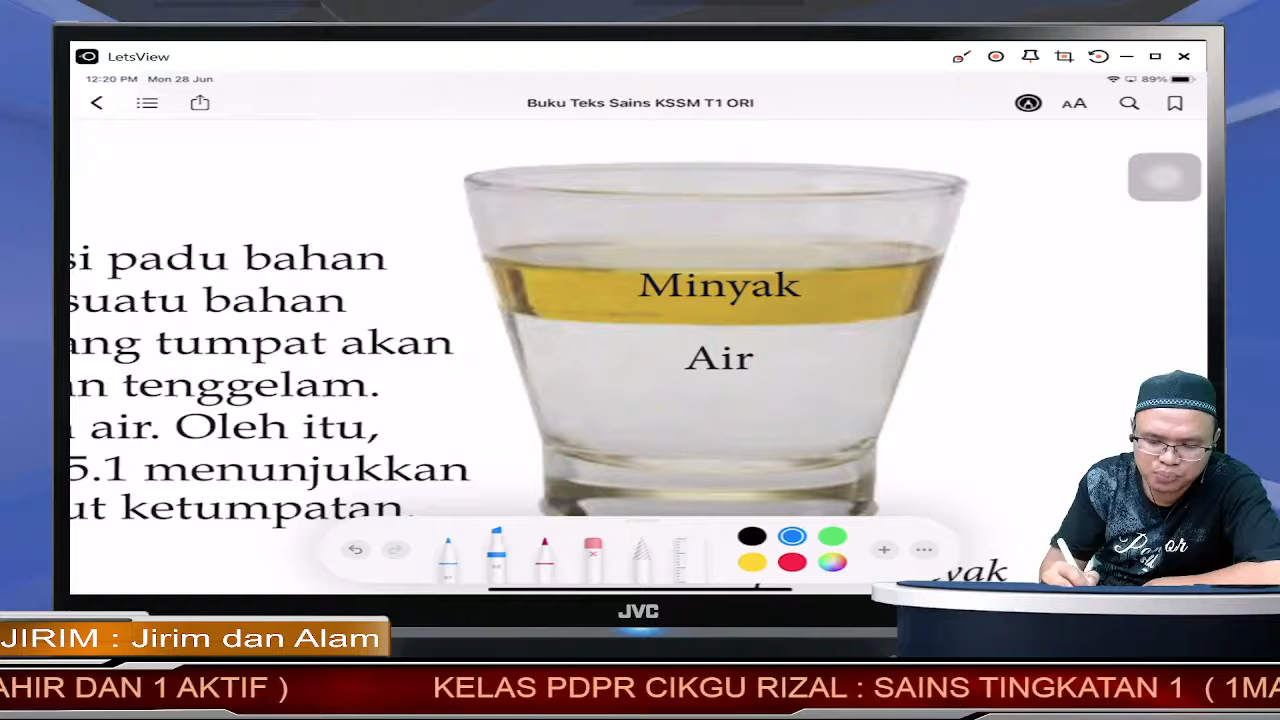 LetsView
12:20 PM Mon 28 Jun
89%
Buku Teks Sains KSSM T1 ORI
AA
si padu bahan
suatu bahan
ang tumpat akan
an tenggelam.
air. Oleh itu,
5.1 menunjukkan
ut ketumpatan.
Minyak
Air
yak
JVC
JIRIM : Jirim dan Alam
AHIR DAN 1 AKTIF )
KELAS PDPR CIKGU RIZAL : SAINS TINGKATAN 1 ( 1MA